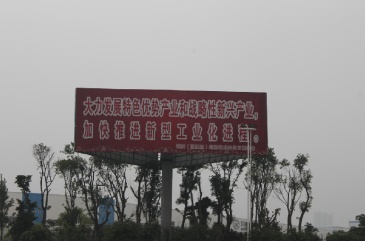 大力发展特色优势产业和战略性新兴产业，
加快推进新型工业化进程。